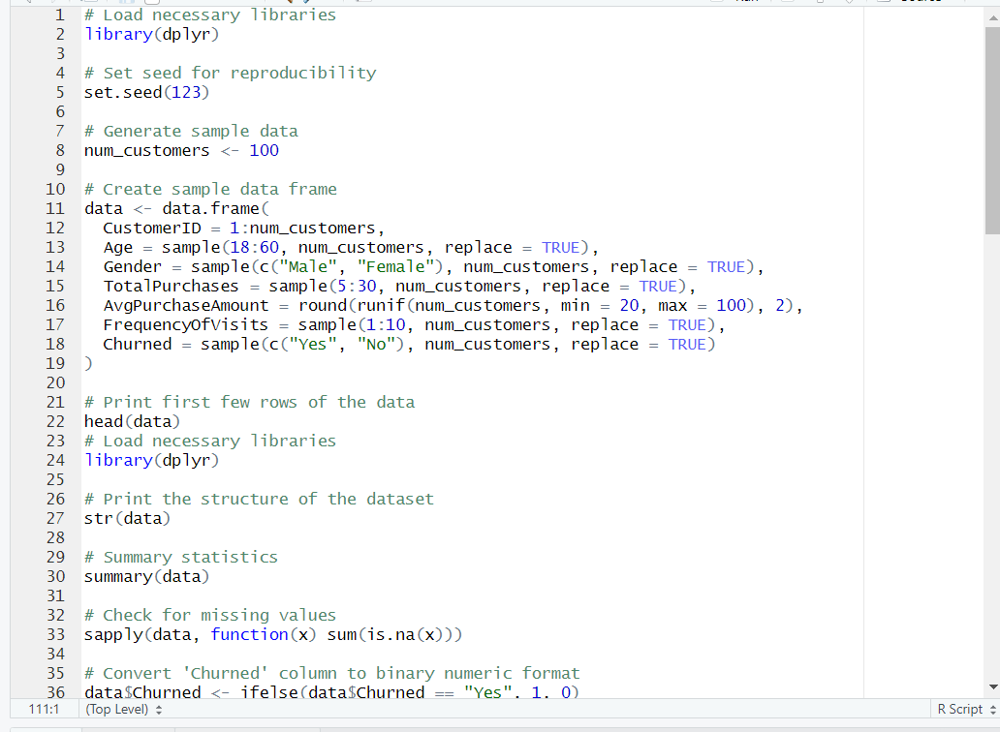 1 # Load necessary libraries
2 library(dplyr)
3
4 # Set seed for reproducibility
5 set.seed(123)
6
7 # Generate sample data
8 num_customers <- 100
9
10 # Create sample data frame
11 data <- data.frame(
12   CustomerID = 1:num_customers,
13   Age = sample(18:60, num_customers, replace = TRUE),
14   Gender = sample(c("Male", "Female"), num_customers, replace = TRUE),
15   TotalPurchases = sample(5:30, num_customers, replace = TRUE),
16   AvgPurchaseAmount = round(runif(num_customers, min = 20, max = 100), 2),
17   FrequencyOfVisits = sample(1:10, num_customers, replace = TRUE),
18   Churned = sample(c("Yes", "No"), num_customers, replace = TRUE)
19 )
20
21 # Print first few rows of the data
22 head(data)
23 # Load necessary libraries
24 library(dplyr)
25
26 # Print the structure of the dataset
27 str(data)
28
29 # Summary statistics
30 summary(data)
31
32 # Check for missing values
33 sapply(data, function(x) sum(is.na(x)))
34
35 # Convert 'Churned' column to binary numeric format
36 data$Churned <- ifelse(data$Churned == "Yes", 1, 0)
111:1 (Top Level) R Script